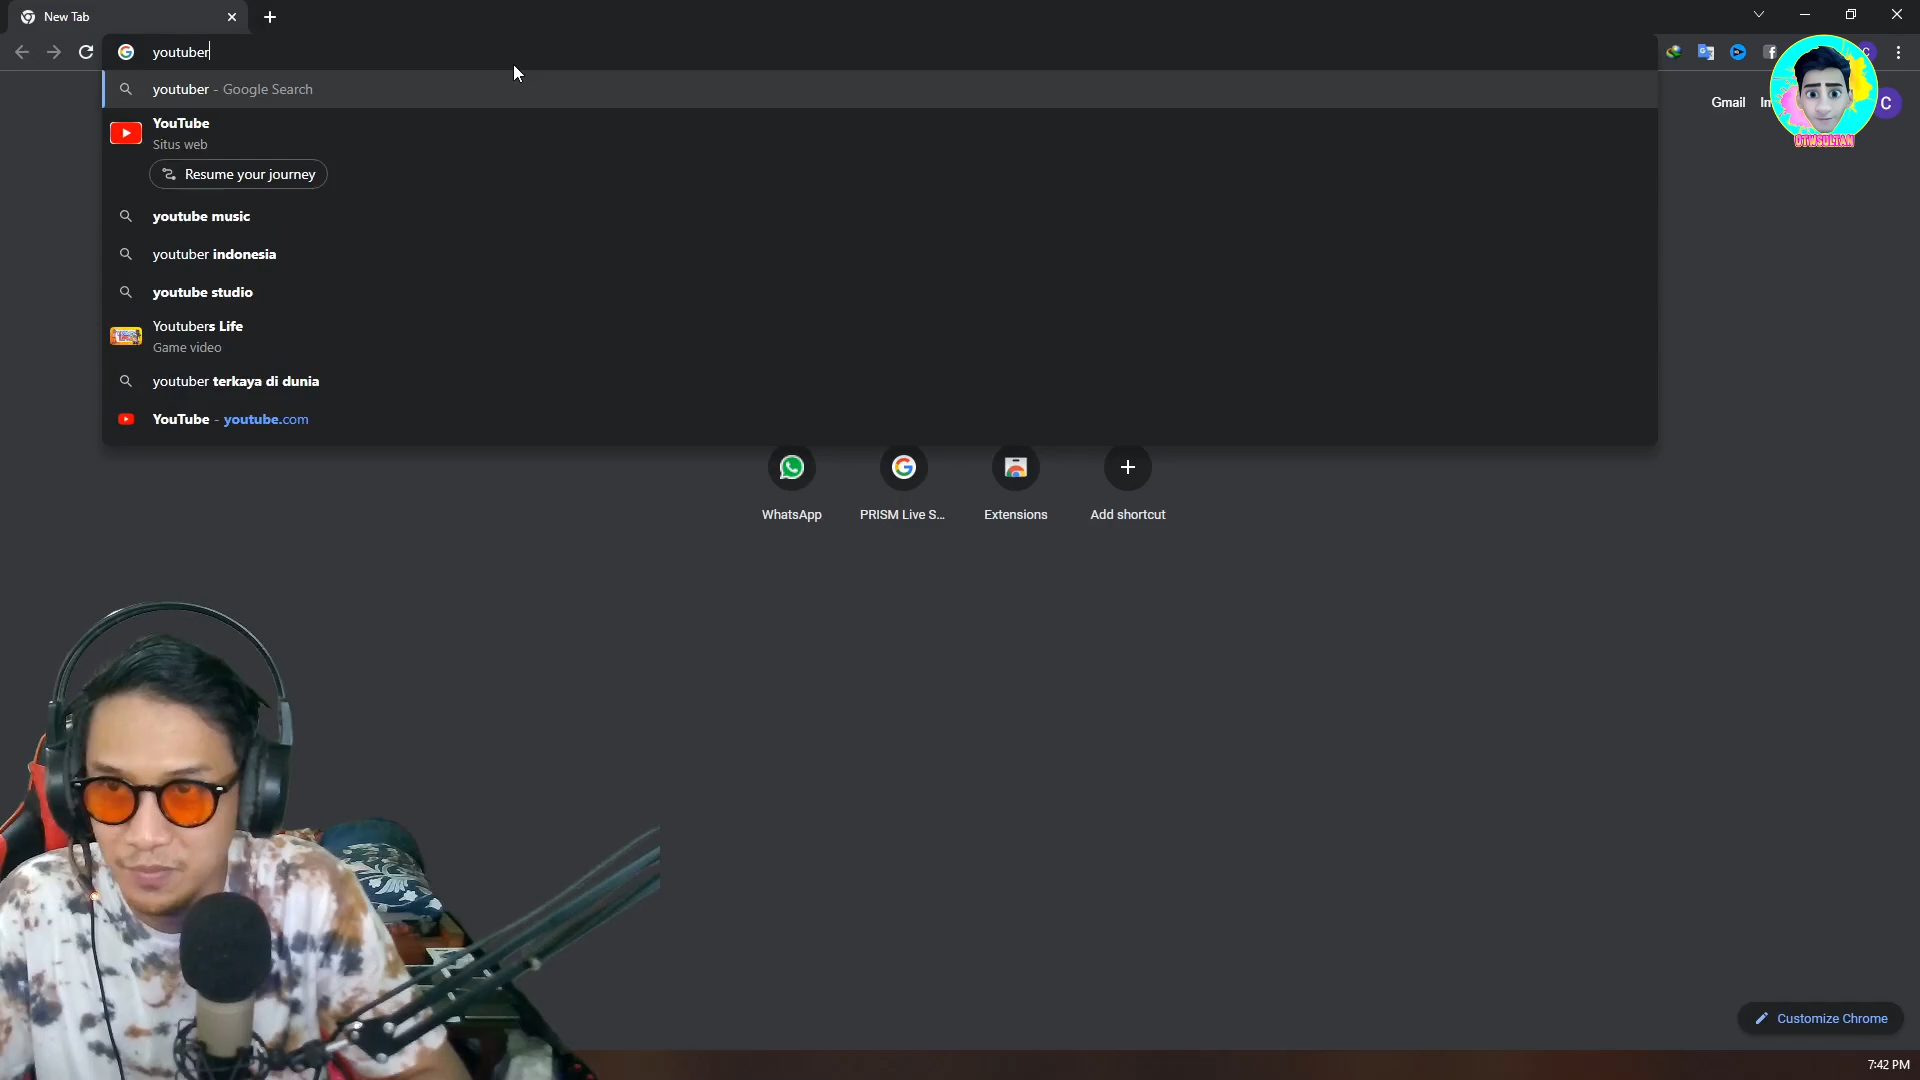 New Tab
youtuber
youtuber - Google Search
YouTube
Situs web
Resume your journey
youtube music
youtuber indonesia
youtube studio
Youtubers Life
Game video
youtuber terkaya di dunia
YouTube - youtube.com
Gmail
C
OTWSULTAN
WhatsApp
PRISM Live S...
Extensions
Add shortcut
Customize Chrome
7:42 PM